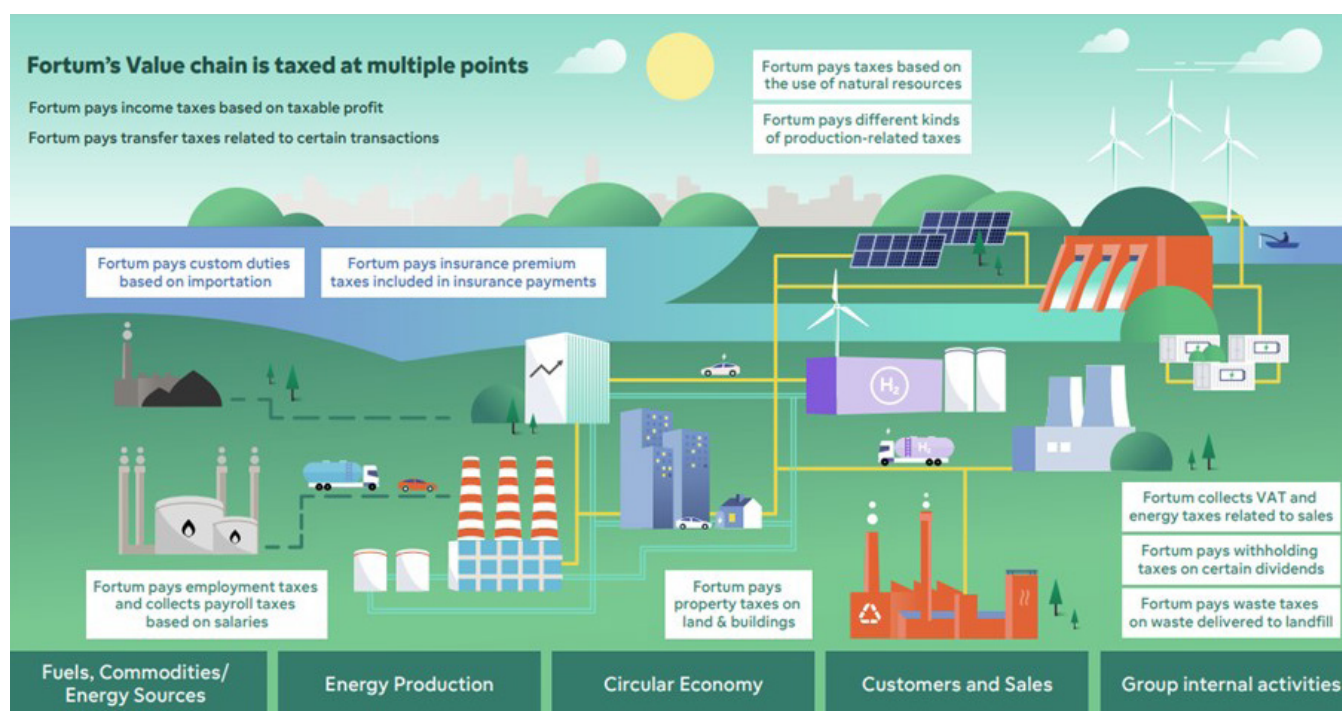 Fortum's Value chain is taxed at multiple points
Fortum pays income taxes based on taxable profit
Fortum pays transfer taxes related to certain transactions
Fortum pays taxes based on
the use of natural resources
Fortum pays different kinds
of production-related taxes
Fortum pays custom duties
based on importation
Fortum pays insurance premium
taxes included in insurance payments
H₂
H₂
Fortum collects VAT and
energy taxes related to sales
Fortum pays withholding
taxes on certain dividends
Fortum pays waste taxes
on waste delivered to landfill
Fortum pays employment taxes
and collects payroll taxes
based on salaries
Fortum pays
property taxes on
land & buildings
Fuels, Commodities/
Energy Sources
Energy Production
Circular Economy
Customers and Sales
Group internal activities